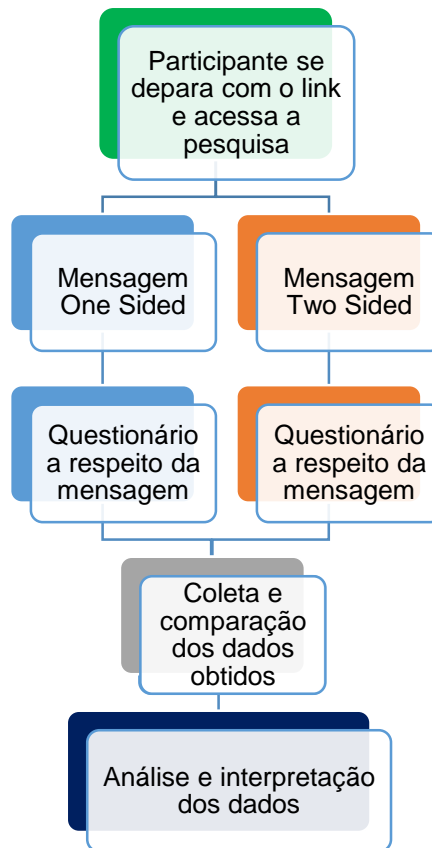 Participante se
depara com o link
e acessa a
pesquisa
Mensagem
One Sided
Mensagem
Two Sided
Questionário
a respeito da
mensagem
Questionário
a respeito da
mensagem
Coleta e
comparação
dos dados
obtidos
Análise e interpretação
dos dados